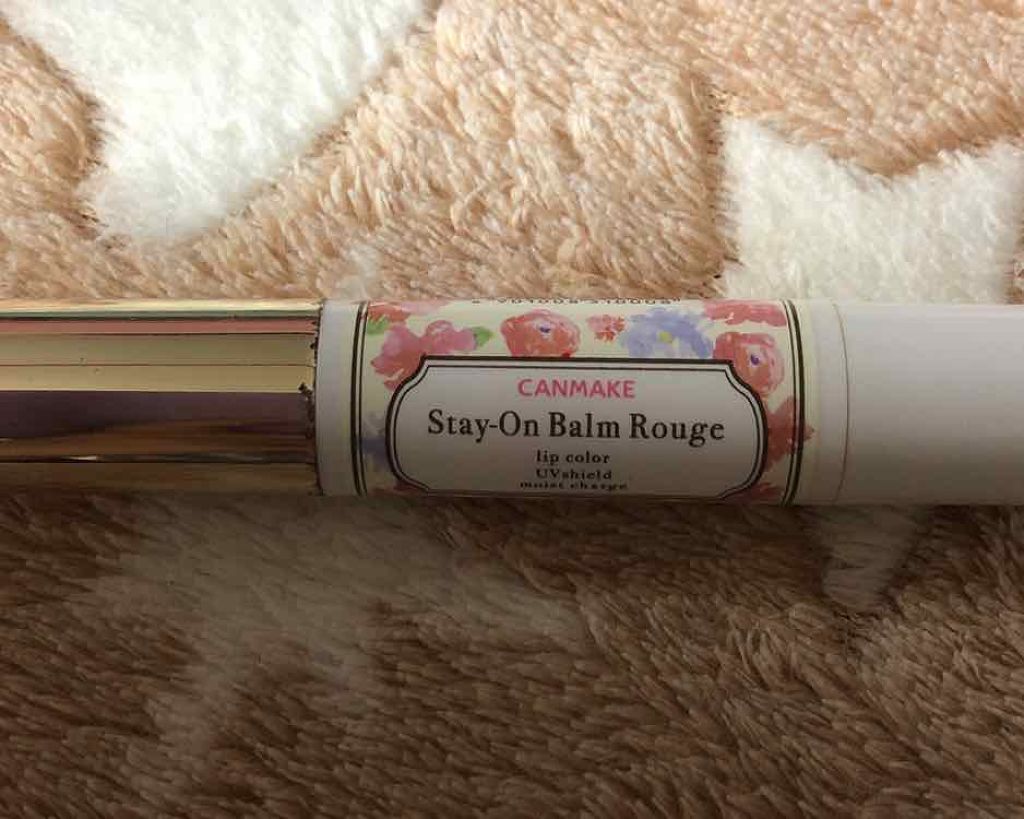 CANMAKE
Stay-On Balm Rouge
lip color
UVshield
moist charge